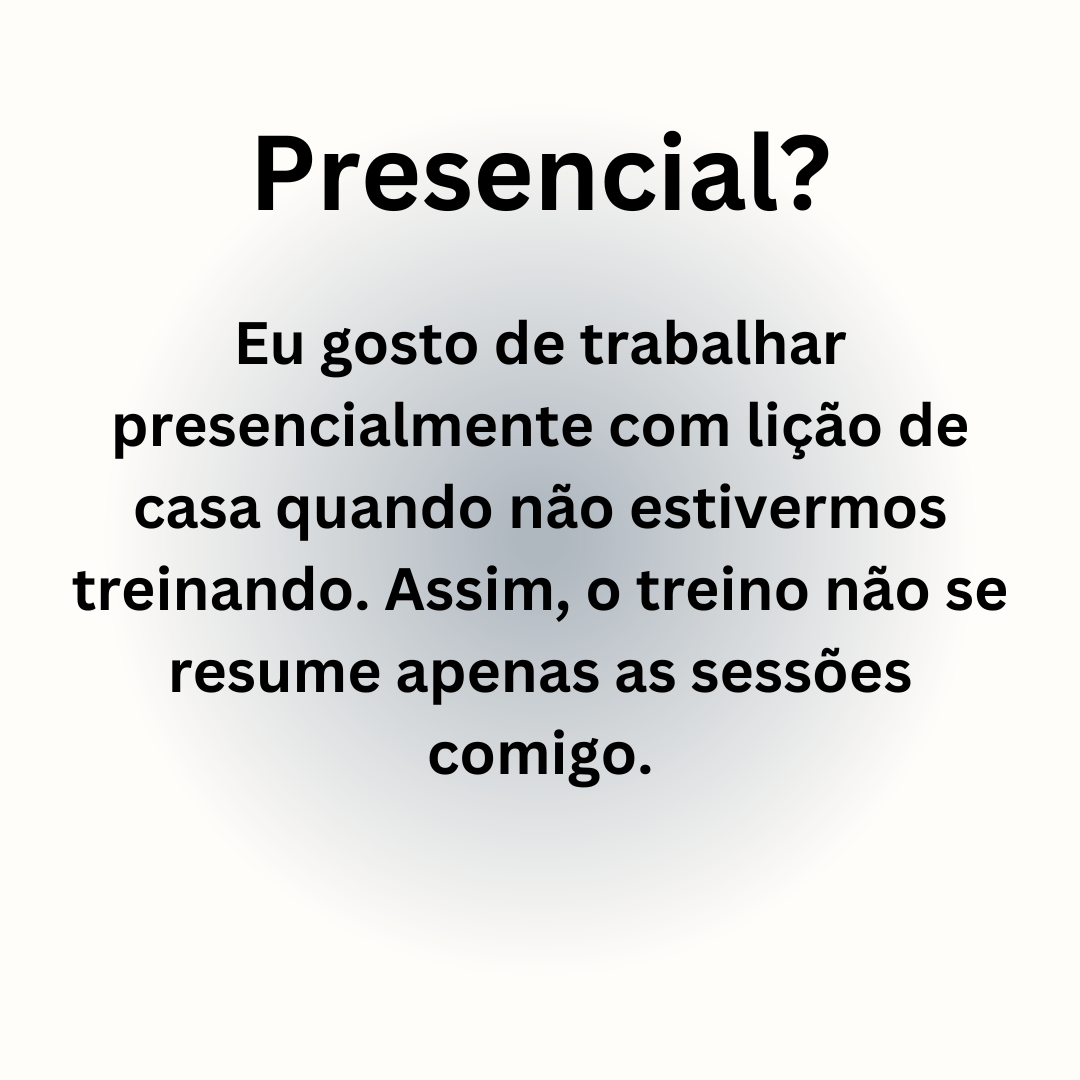 Presencial?
Eu gosto de trabalhar
presencialmente com lição de
casa quando não estivermos
treinando. Assim, o treino não se
resume apenas as sessões
comigo.